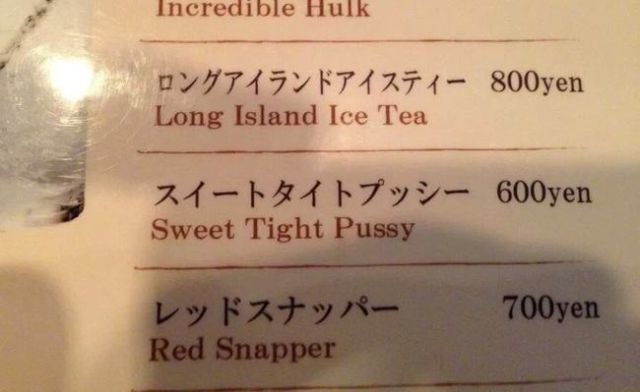 Incredible Hulk
ロングアイランドアイスティー 800yen
Long Island Ice Tea
スイートタイトプッシー 600yen
Sweet Tight Pussy
レッドスナッパー 700yen
Red Snapper